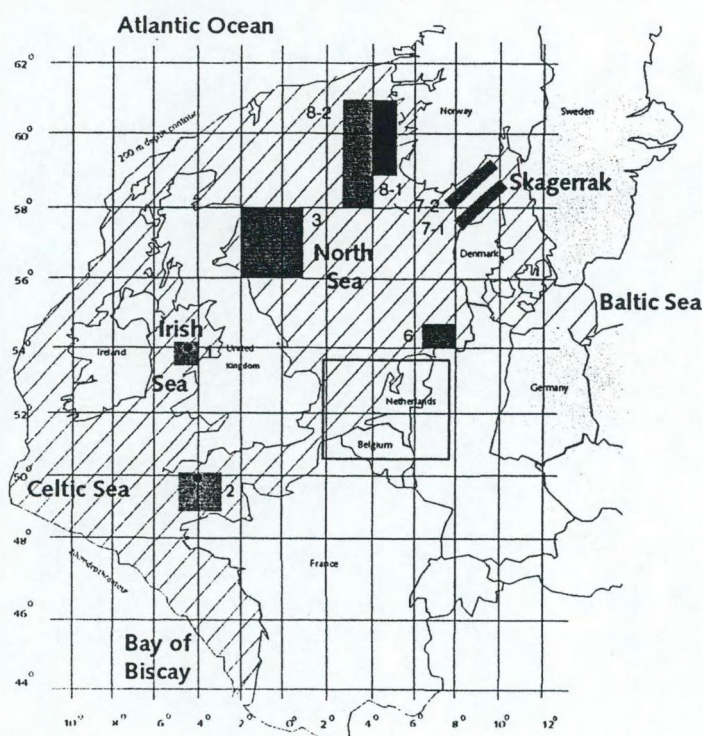 Atlantic Ocean
62°
8-2
Norway
Sweden
200 m depth contour
60°
8-1
Skagerrak
58°
3
7-2
7-1
North
Sea
Denmark
56°
Baltic Sea
Irish
Sea
6
54°
Ireland
1
United
Kingdom
Netherlands
Germany
52°
Belgium
50°
Celtic Sea
2
48°
France
46°
Bay of
Biscay
44°
10° 8° 6° 4° 2° 0° 2° 4° 6° 8° 10° 12°